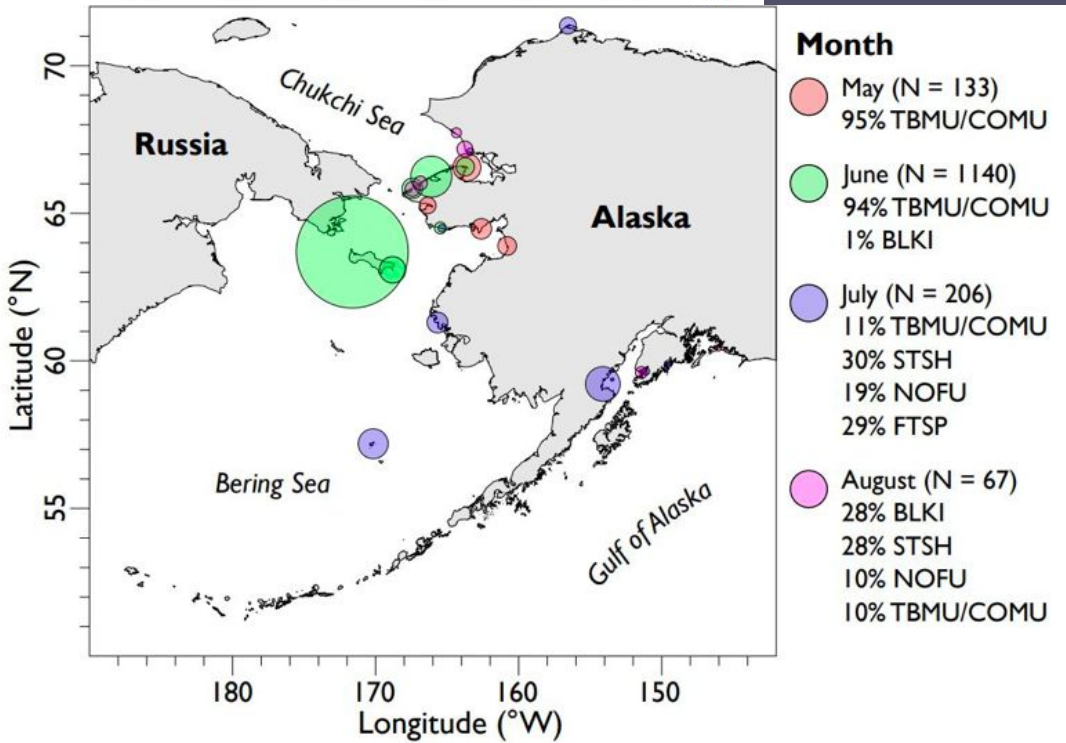 Chukchi Sea
Russia
Alaska
Bering Sea
Gulf of Alaska
Latitude (°N)
70
65
60
55
180
170
160
150
Longitude (°W)
Month
May (N = 133)
95% TBMU/COMU
June (N = 1140)
94% TBMU/COMU
1% BLKI
July (N = 206)
11% TBMU/COMU
30% STSH
19% NOFU
29% FTSP
August (N = 67)
28% BLKI
28% STSH
10% NOFU
10% TBMU/COMU